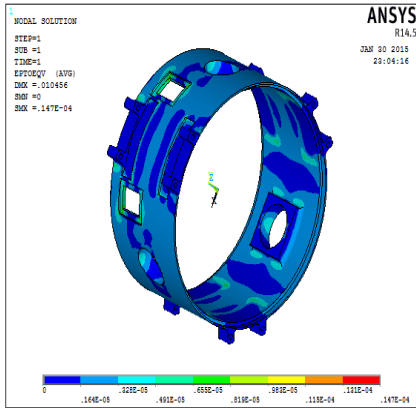 1
NODAL SOLUTION
STEP=1
SUB =1
TIME=1
EPTOEQV (AVG)
DMX =.010456
SMN =0
SMX =.147E-04
ANSYS
R14.5
JAN 30 2015
23:04:16
Z
X
0 .328E-05 .655E-05 .983E-05 .131E-04
.164E-05 .491E-05 .819E-05 .115E-04 .147E-04